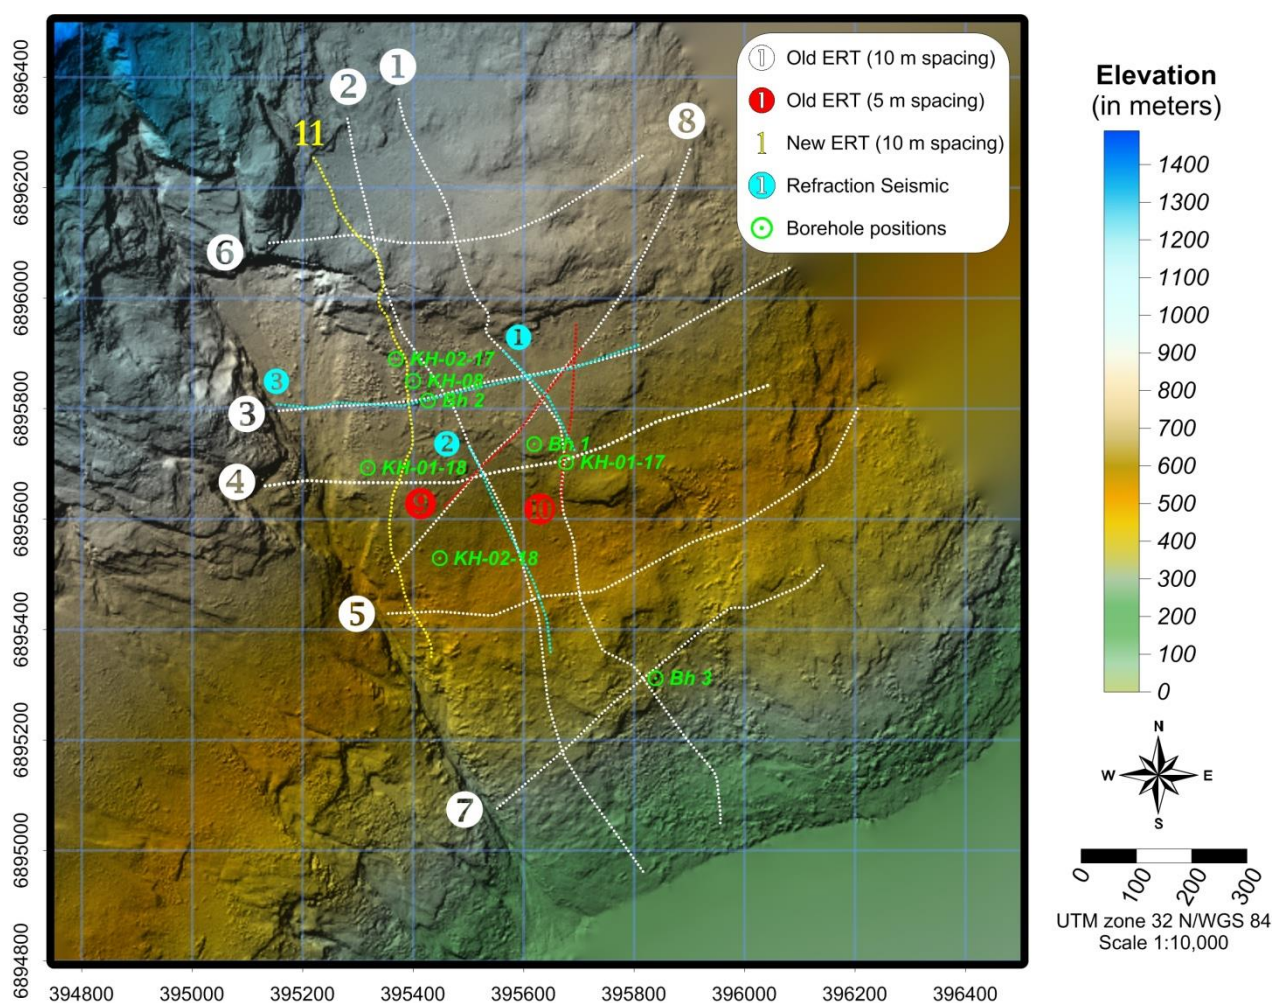 1 Old ERT (10 m spacing)
1 Old ERT (5 m spacing)
1 New ERT (10 m spacing)
1 Refraction Seismic
Borehole positions
Elevation
(in meters)
1400
1300
1200
1100
1000
900
800
700
600
500
400
300
200
100
0
N
W E
S
0 100 200 300
UTM zone 32 N/WGS 84
Scale 1:10,000
1
2
11
8
6
1
3
3
KH-02-17
KH-08
Bh 2
2
Bh 1
KH-01-17
KH-01-18
4
9
10
KH-02-18
5
Bh 3
7
6896400
6896200
6896000
6895800
6895600
6895400
6895200
6895000
6894800
394800 395000 395200 395400 395600 395800 396000 396200 396400